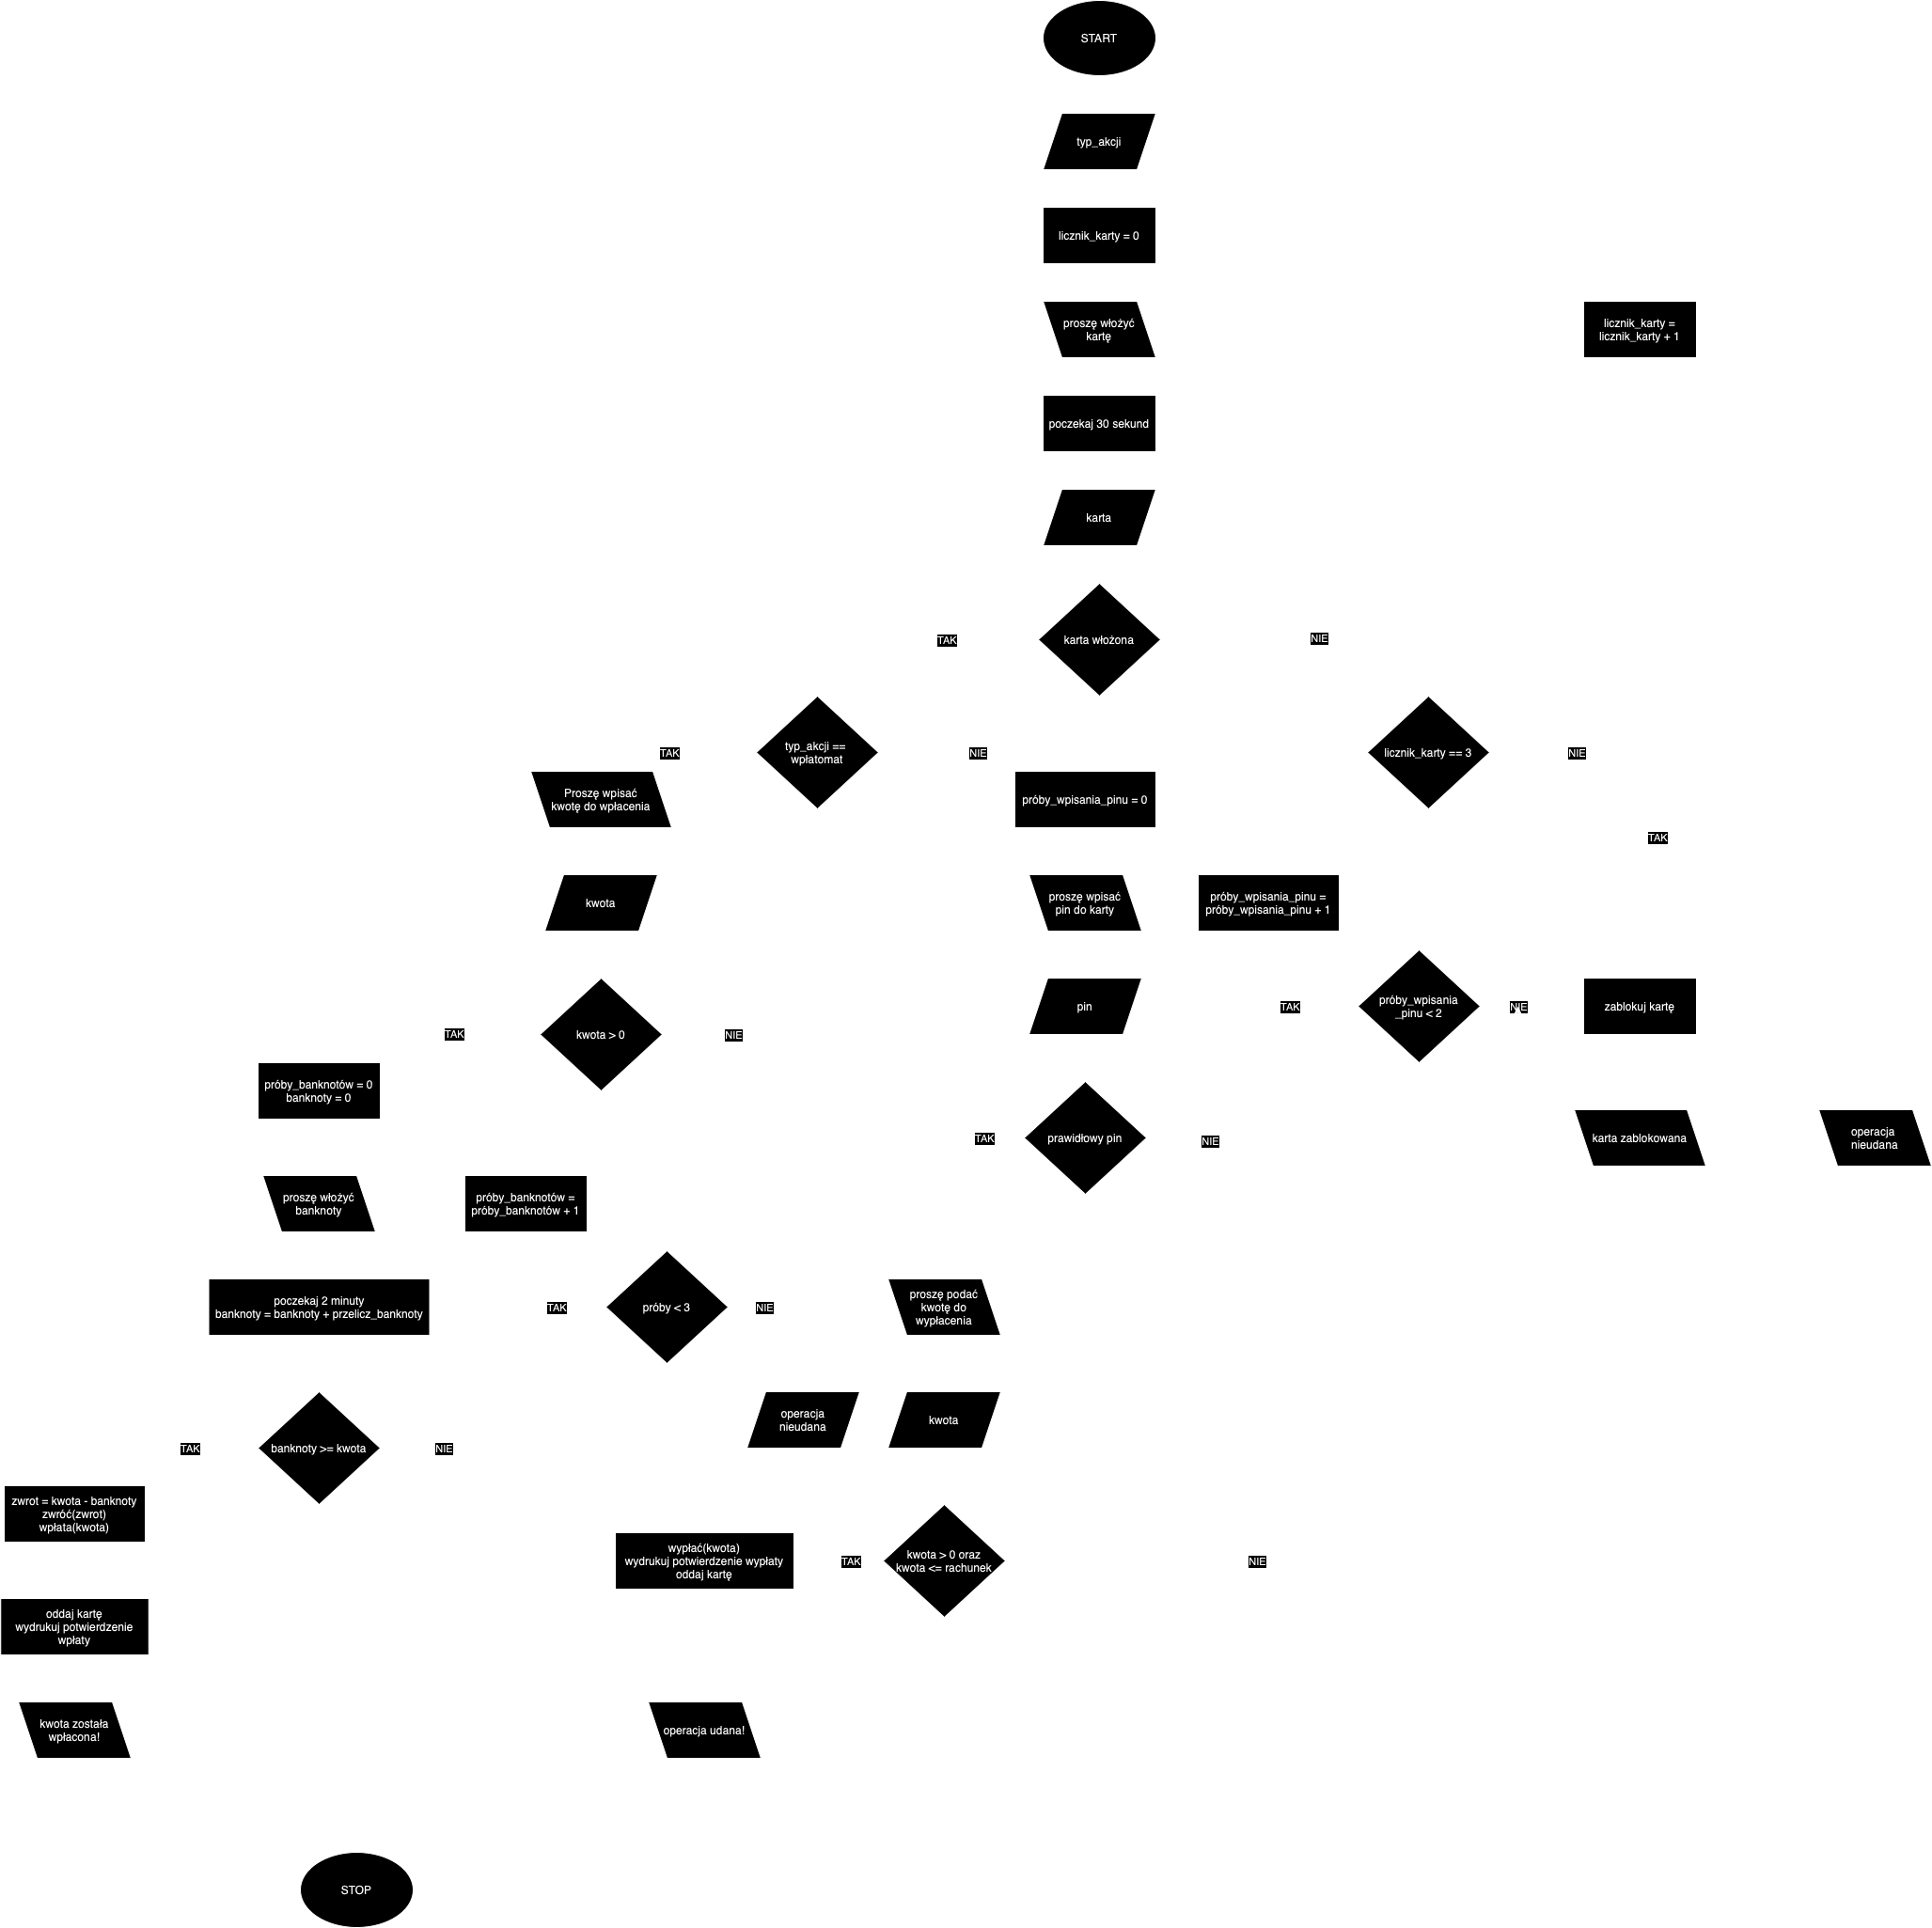 START
typ_akcji
licznik_karty = 0
proszę włożyć
kartę
licznik_karty =
licznik_karty + 1
poczekaj 30 sekund
karta
karta włożona
TAK
NIE
typ_akcji ==
wpłatomat
TAK
NIE
licznik_karty == 3
NIE
TAK
Proszę wpisać
kwotę do wpłacenia
próby_wpisania_pinu = 0
kwota
proszę wpisać
pin do karty
próby_wpisania_pinu =
próby_wpisania_pinu + 1
kwota > 0
TAK
NIE
pin
TAK
próby_wpisania
_pinu < 2
NIE
zablokuj kartę
próby_banknotów = 0
banknoty = 0
TAK
prawidłowy pin
NIE
karta zablokowana
operacja
nieudana
proszę włożyć
banknoty
próby_banknotów =
próby_banknotów + 1
poczekaj 2 minuty
banknoty = banknoty + przelicz_banknoty
TAK
próby < 3
NIE
proszę podać
kwotę do
wypłacenia
operacja
nieudana
kwota
TAK
banknoty >= kwota
NIE
zwrot = kwota - banknoty
zwróć(zwrot)
wpłata(kwota)
wypłać(kwota)
wydrukuj potwierdzenie wypłaty
oddaj kartę
TAK
kwota > 0 oraz
kwota <= rachunek
NIE
oddaj kartę
wydrukuj potwierdzenie
wpłaty
kwota została
wpłacona!
operacja udana!
STOP